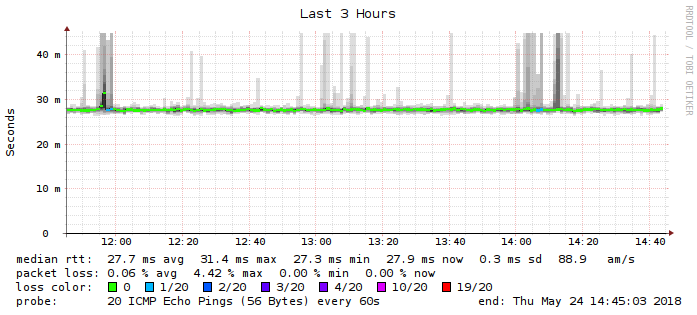 Last 3 Hours
RRDTOOL / TOBI OETIKER
Seconds
40 m
30 m
20 m
10 m
0
12:00 12:20 12:40 13:00 13:20 13:40 14:00 14:20 14:40
median rtt: 27.7 ms avg 31.4 ms max 27.3 ms min 27.9 ms now 0.3 ms sd 88.9 am/s
packet loss: 0.06 % avg 4.42 % max 0.00 % min 0.00 % now
loss color: 0 1/20 2/20 3/20 4/20 10/20 19/20
probe: 20 ICMP Echo Pings (56 Bytes) every 60s end: Thu May 24 14:45:03 2018